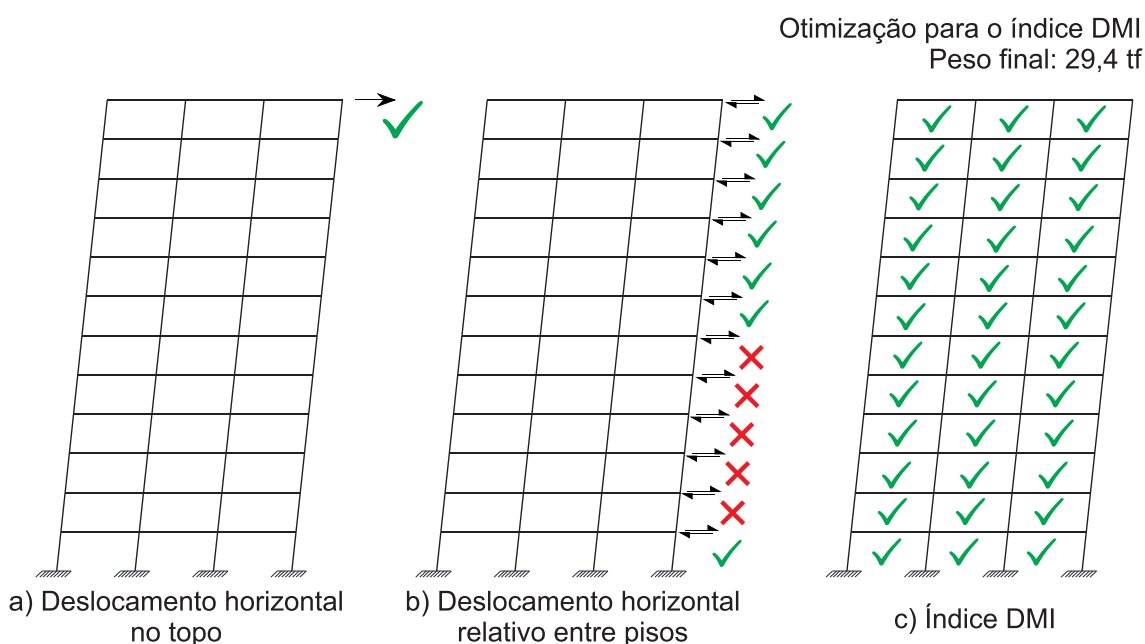 Otimização para o índice DMI
Peso final: 29,4 tf
a) Deslocamento horizontal
no topo
b) Deslocamento horizontal
relativo entre pisos
c) Índice DMI